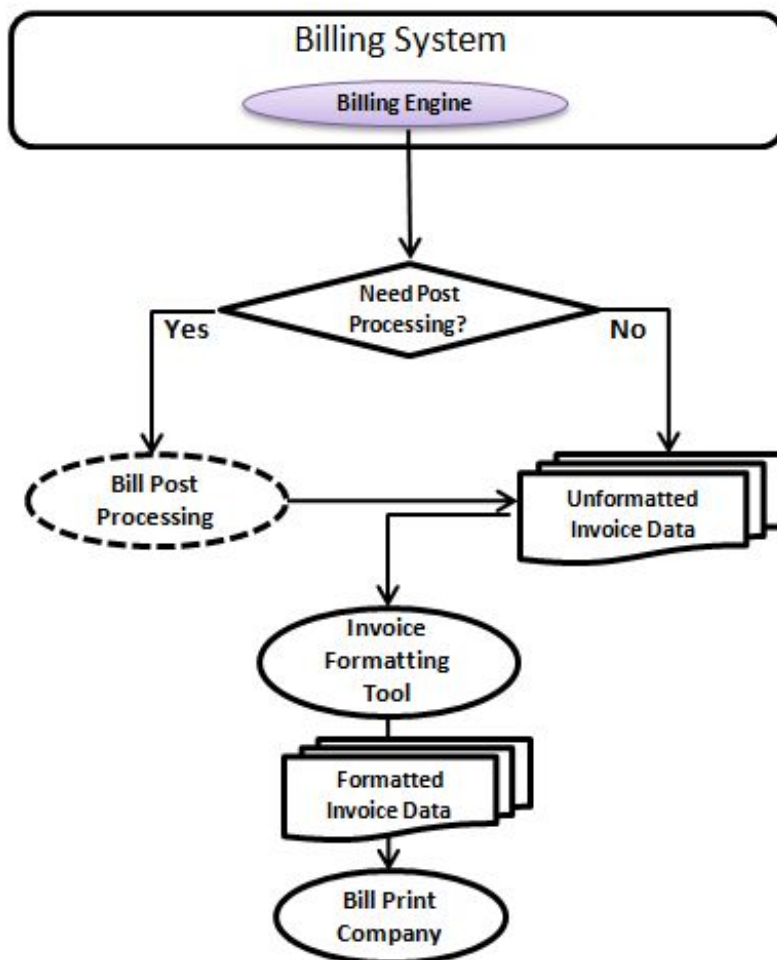 Billing System
Billing Engine
Need Post
Processing?
Yes
No
Bill Post
Processing
Unformatted
Invoice Data
Invoice
Formatting
Tool
Formatted
Invoice Data
Bill Print
Company